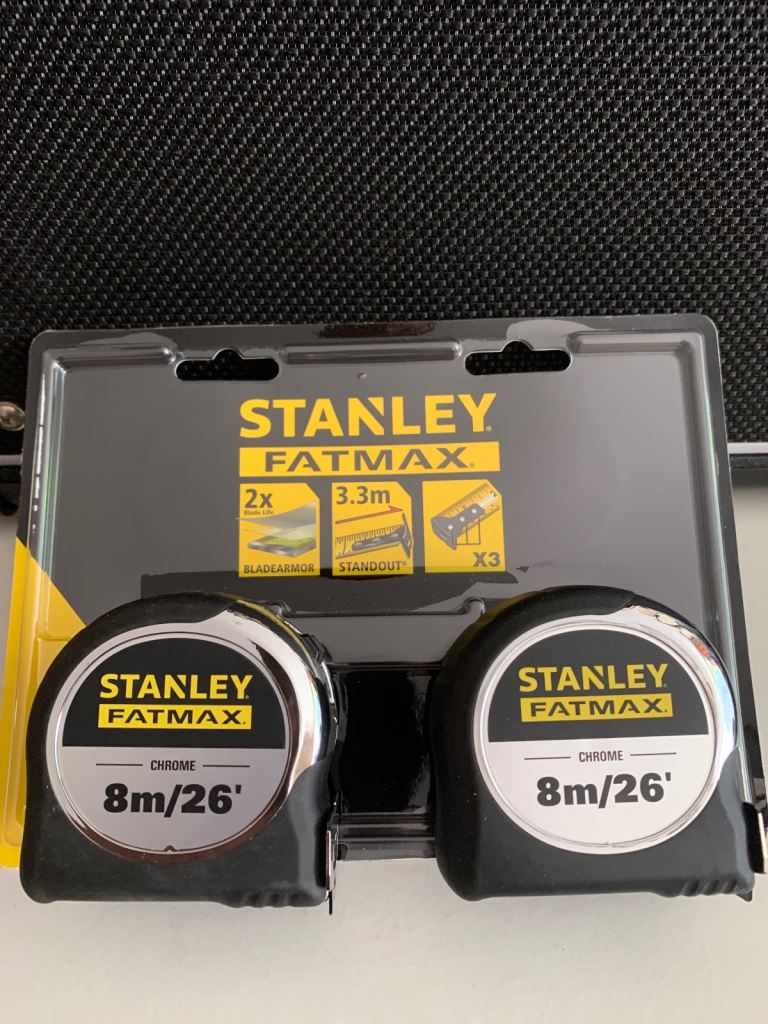 STANLEY®
FATMAX®
2x
Blade Life
BLADEARMOR
3.3m
STANDOUT®
X3
STANLEY
FATMAX.
CHROME
8m/26'
STANLEY
FATMAX.
CHROME
8m/26'